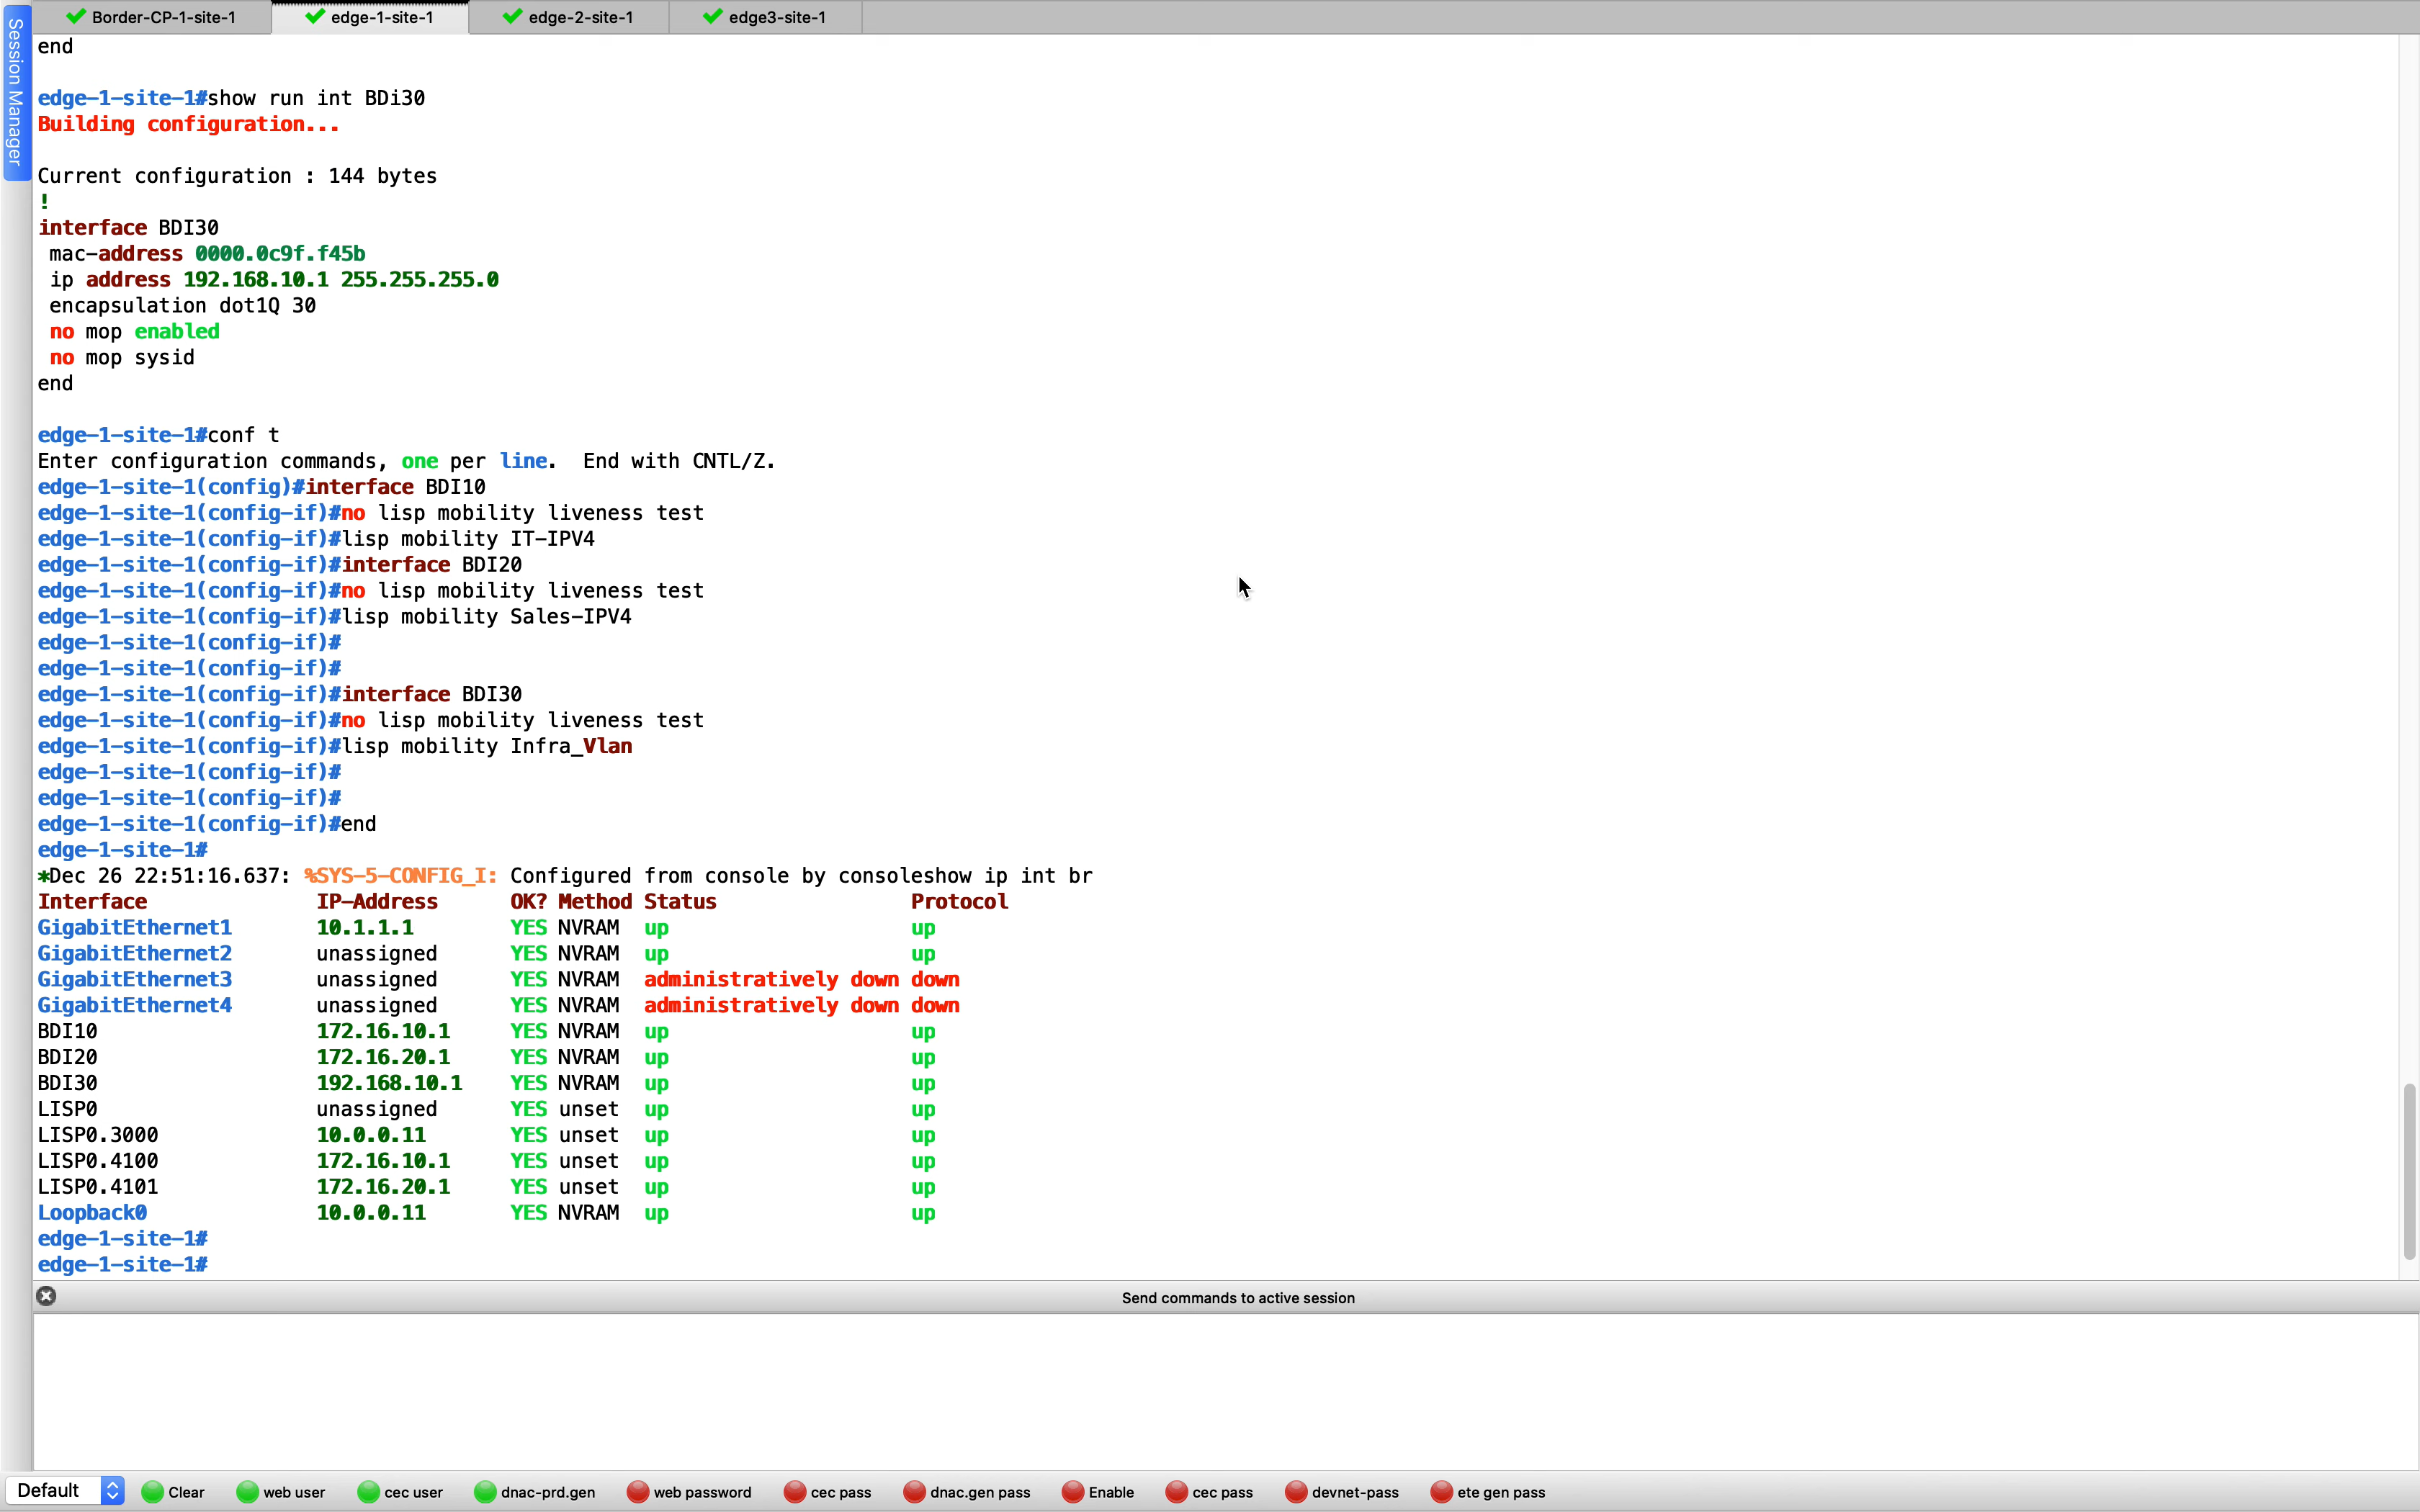 Session Manager
Border-CP-1-site-1
edge-1-site-1
edge-2-site-1
edge3-site-1
end
edge-1-site-1#show run int BDi30
Building configuration...
Current configuration : 144 bytes
!
interface BDI30
mac-address 0000.0c9f.f45b
ip address 192.168.10.1 255.255.255.0
encapsulation dot1Q 30
no mop enabled
no mop sysid
end
edge-1-site-1#conf t
Enter configuration commands, one per line.  End with CNTL/Z.
edge-1-site-1(config)#interface BDI10
edge-1-site-1(config-if)#no lisp mobility liveness test
edge-1-site-1(config-if)#lisp mobility IT-IPV4
edge-1-site-1(config-if)#interface BDI20
edge-1-site-1(config-if)#no lisp mobility liveness test
edge-1-site-1(config-if)#lisp mobility Sales-IPV4
edge-1-site-1(config-if)#
edge-1-site-1(config-if)#
edge-1-site-1(config-if)#interface BDI30
edge-1-site-1(config-if)#no lisp mobility liveness test
edge-1-site-1(config-if)#lisp mobility Infra_Vlan
edge-1-site-1(config-if)#
edge-1-site-1(config-if)#
edge-1-site-1(config-if)#end
edge-1-site-1#
*Dec 26 22:51:16.637: %SYS-5-CONFIG_I: Configured from console by consoleshow ip int br
Interface              IP-Address      OK? Method Status                Protocol
GigabitEthernet1       10.1.1.1        YES NVRAM  up                    up
GigabitEthernet2       unassigned      YES NVRAM  up                    up
GigabitEthernet3       unassigned      YES NVRAM  administratively down down
GigabitEthernet4       unassigned      YES NVRAM  administratively down down
BDI10                  172.16.10.1     YES NVRAM  up                    up
BDI20                  172.16.20.1     YES NVRAM  up                    up
BDI30                  192.168.10.1    YES NVRAM  up                    up
LISP0                  unassigned      YES unset  up                    up
LISP0.3000             10.0.0.11       YES unset  up                    up
LISP0.4100             172.16.10.1     YES unset  up                    up
LISP0.4101             172.16.20.1     YES unset  up                    up
Loopback0              10.0.0.11       YES NVRAM  up                    up
edge-1-site-1#
edge-1-site-1#
Send commands to active session
Default
Clear
web user
cec user
dnac-prd.gen
web password
cec pass
dnac.gen pass
Enable
cec pass
devnet-pass
ete gen pass